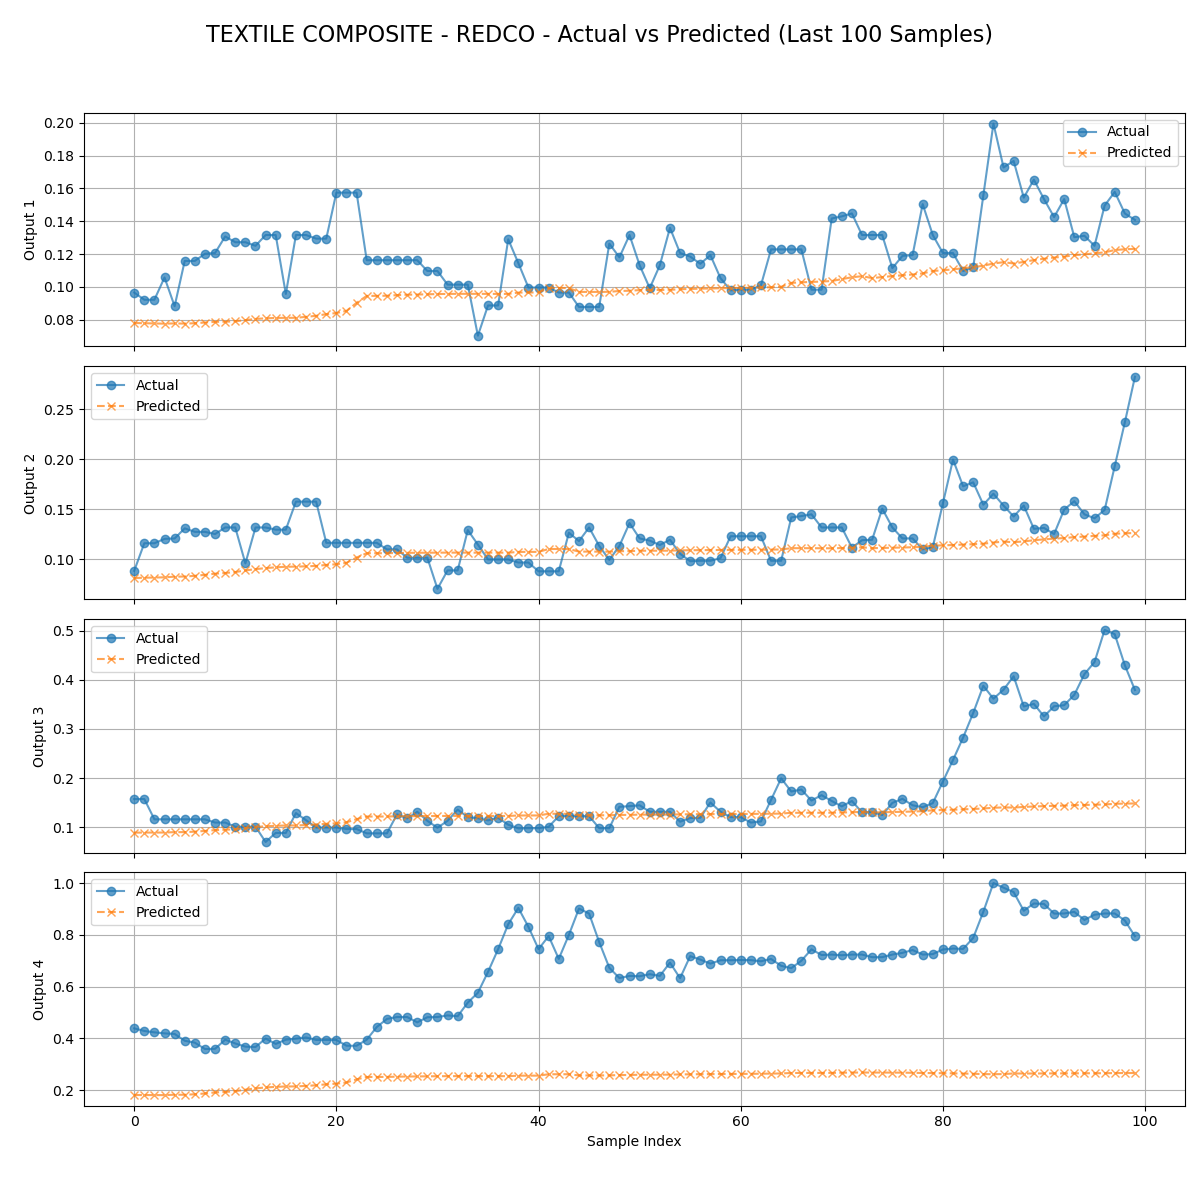 TEXTILE COMPOSITE - REDCO - Actual vs Predicted (Last 100 Samples)
Output 1
0.20
0.18
0.16
0.14
0.12
0.10
0.08
Actual
Predicted
Output 2
0.25
0.20
0.15
0.10
Actual
Predicted
Output 3
0.5
0.4
0.3
0.2
0.1
Actual
Predicted
Output 4
1.0
0.8
0.6
0.4
0.2
Actual
Predicted
0 20 40 60 80 100
Sample Index